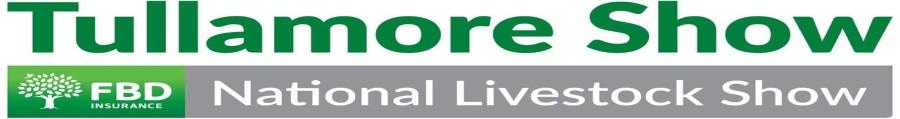 Tullamore Show
FBD
INSURANCE
National Livestock Show